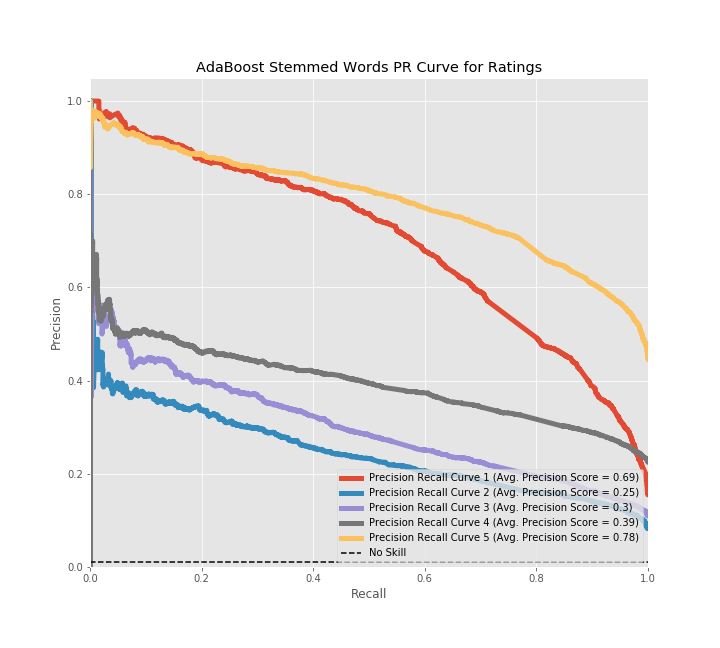 AdaBoost Stemmed Words PR Curve for Ratings
1.0
0.8
0.6
0.4
0.2
0.0
Precision
Precision Recall Curve 1 (Avg. Precision Score = 0.69)
Precision Recall Curve 2 (Avg. Precision Score = 0.25)
Precision Recall Curve 3 (Avg. Precision Score = 0.3)
Precision Recall Curve 4 (Avg. Precision Score = 0.39)
Precision Recall Curve 5 (Avg. Precision Score = 0.78)
No Skill
0.0 0.2 0.4 0.6 0.8 1.0
Recall